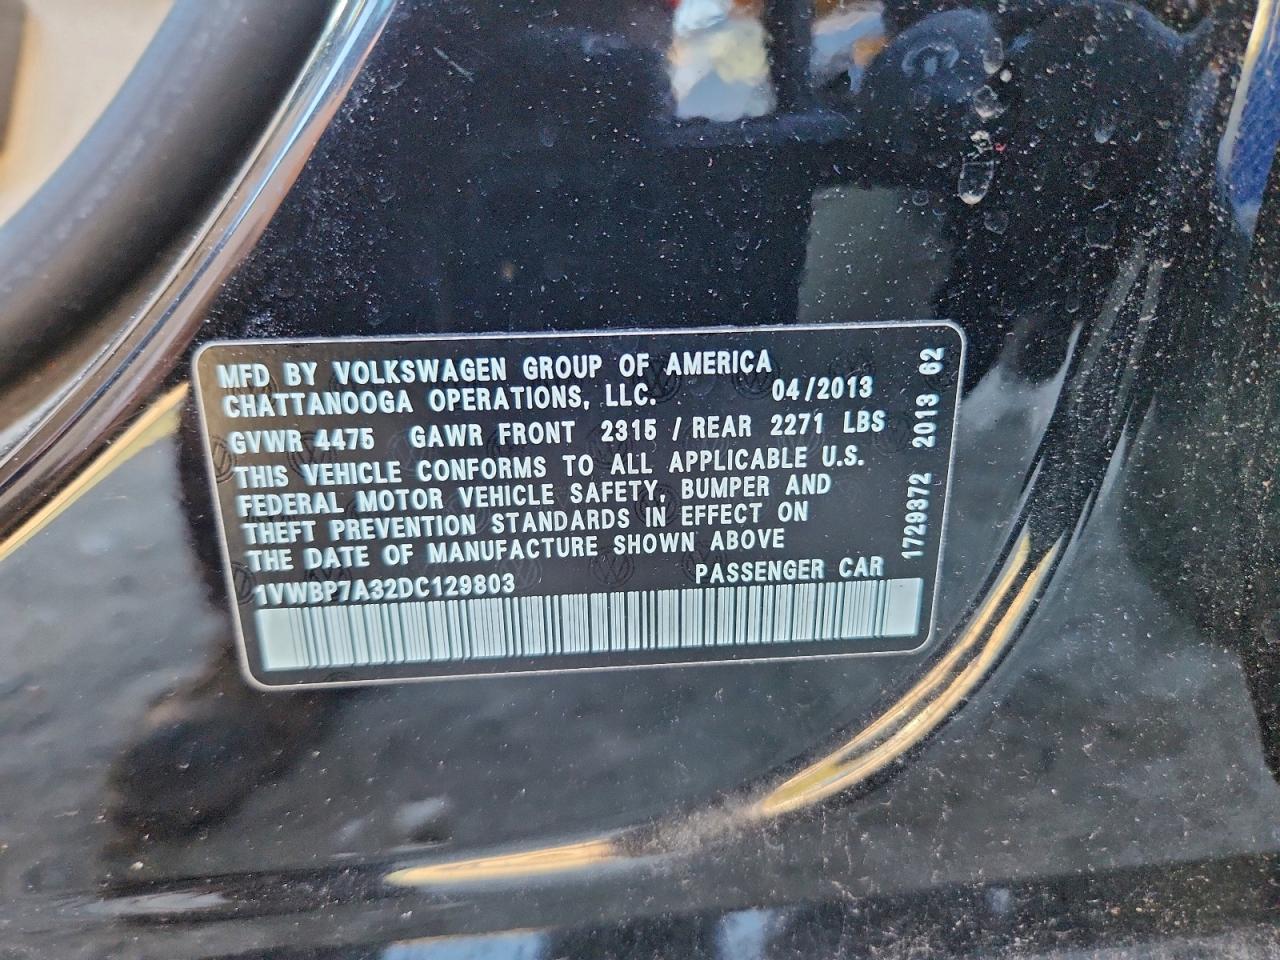 MFD BY VOLKSWAGEN GROUP OF AMERICA
CHATTANOOGA OPERATIONS, LLC. 04/2013
GVWR 4475 GAWR FRONT 2315 / REAR 2271 LBS
THIS VEHICLE CONFORMS TO ALL APPLICABLE U.S.
FEDERAL MOTOR VEHICLE SAFETY, BUMPER AND
THEFT PREVENTION STANDARDS IN EFFECT ON
THE DATE OF MANUFACTURE SHOWN ABOVE
1VWBP7A32DC129803 PASSENGER CAR
1729372 2013 62